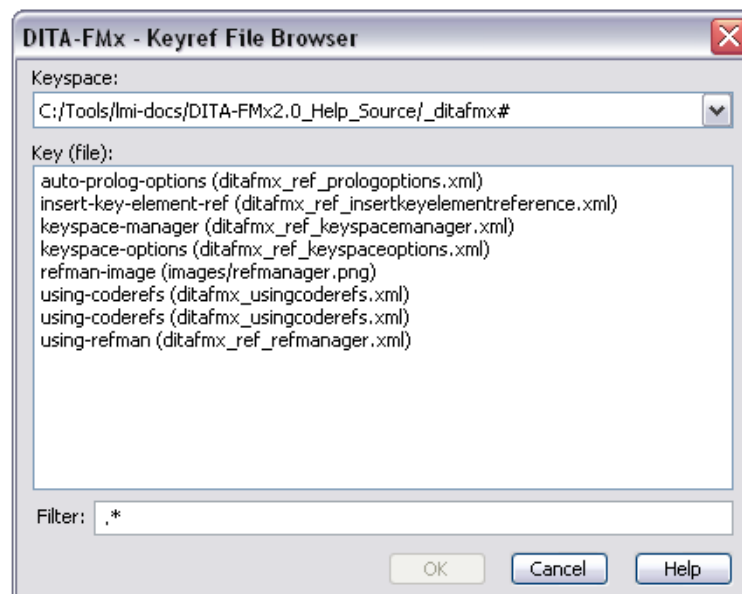 DITA-FMx - Keyref File Browser
Keyspace:
C:/Tools/lmi-docs/DITA-FMx2.0_Help_Source/_ditafmx#
Key (file):
auto-prolog-options (ditafmx_ref_prologoptions.xml)
insert-key-element-ref (ditafmx_ref_insertkeyelementreference.xml)
keyspace-manager (ditafmx_ref_keyspacemanager.xml)
keyspace-options (ditafmx_ref_keyspaceoptions.xml)
refman-image (images/refmanager.png)
using-coderefs (ditafmx_usingcoderefs.xml)
using-coderefs (ditafmx_usingcoderefs.xml)
using-refman (ditafmx_ref_refmanager.xml)
Filter: .*
OK Cancel Help